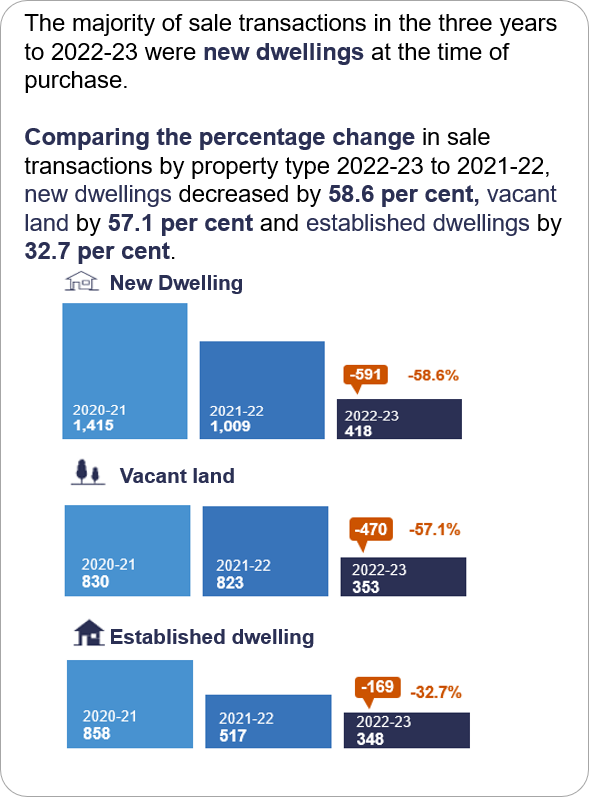 The majority of sale transactions in the three years
to 2022-23 were new dwellings at the time of
purchase.
Comparing the percentage change in sale
transactions by property type 2022-23 to 2021-22,
new dwellings decreased by 58.6 per cent, vacant
land by 57.1 per cent and established dwellings by
32.7 per cent.
New Dwelling
-591 -58.6%
2020-21 2021-22 2022-23
1,415 1,009 418
Vacant land
-470 -57.1%
2020-21 2021-22 2022-23
830 823 353
Established dwelling
-169 -32.7%
2020-21 2021-22 2022-23
858 517 348